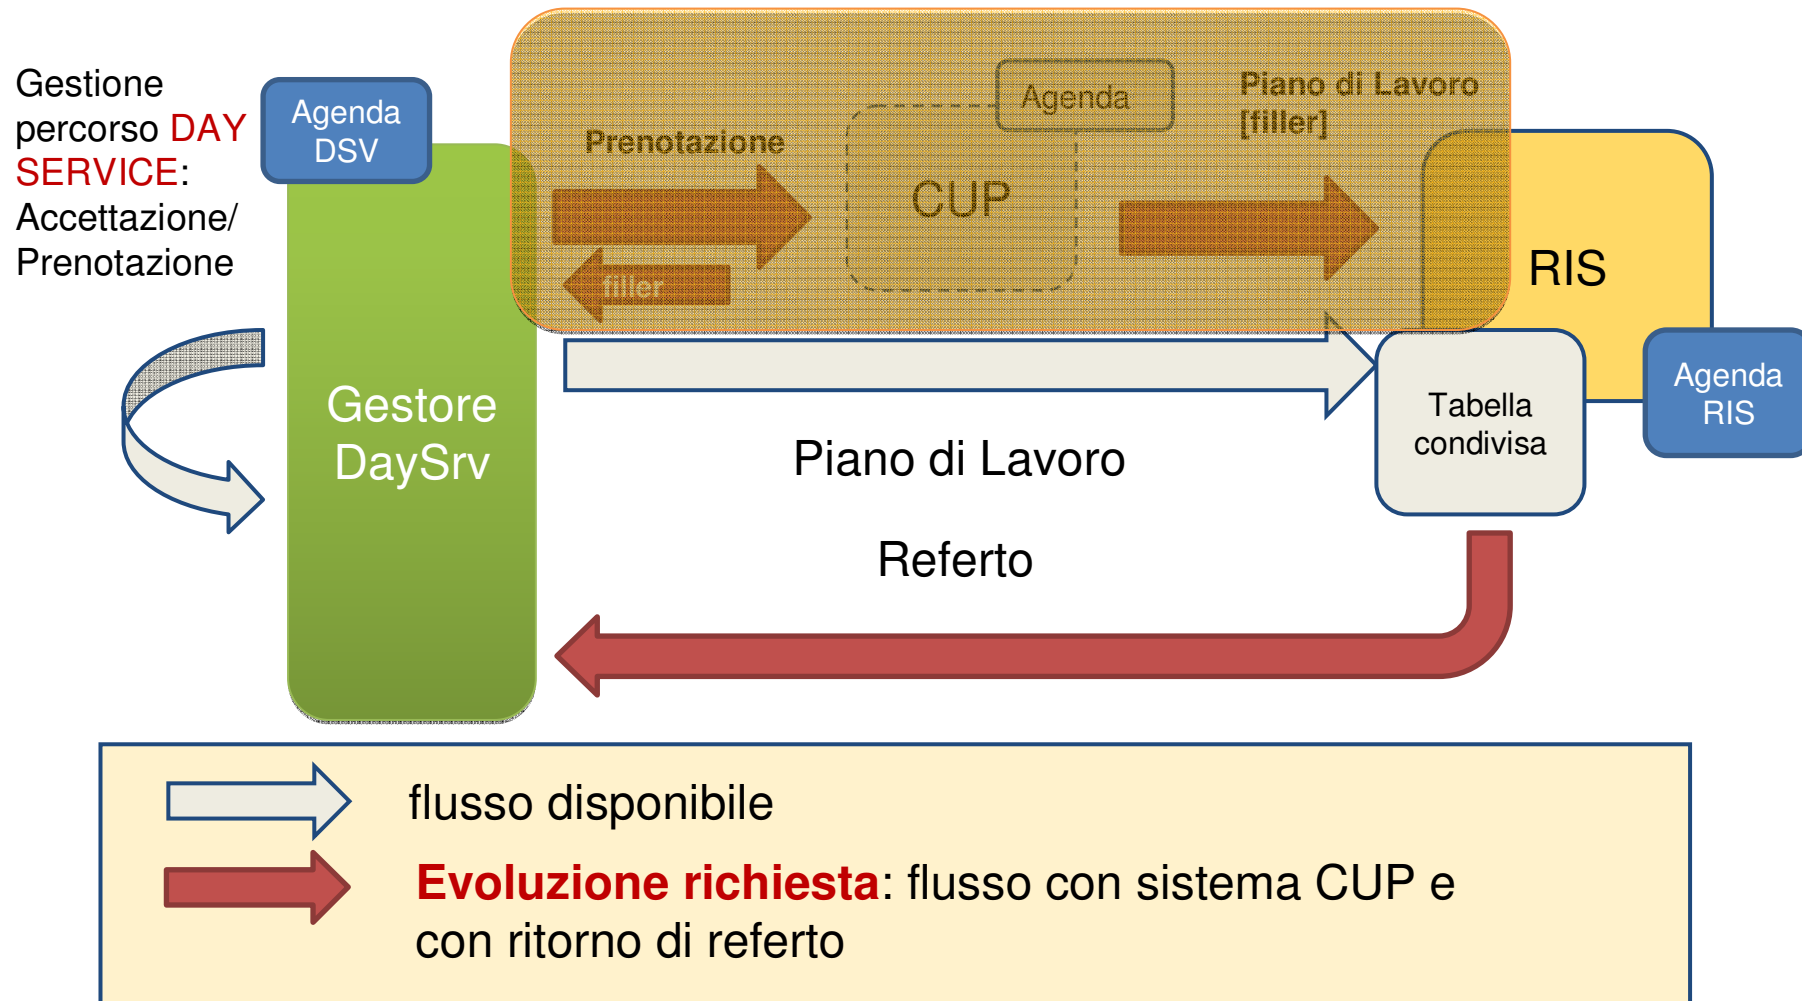 Gestione
percorso DAY
SERVICE:
Accettazione/
Prenotazione
Agenda
DSV
Prenotazione
filler
Agenda
CUP
Piano di Lavoro
[filler]
RIS
Agenda
RIS
Tabella
condivisa
Gestore
DaySrv
Piano di Lavoro
Referto
flusso disponibile
Evoluzione richiesta: flusso con sistema CUP e
con ritorno di referto